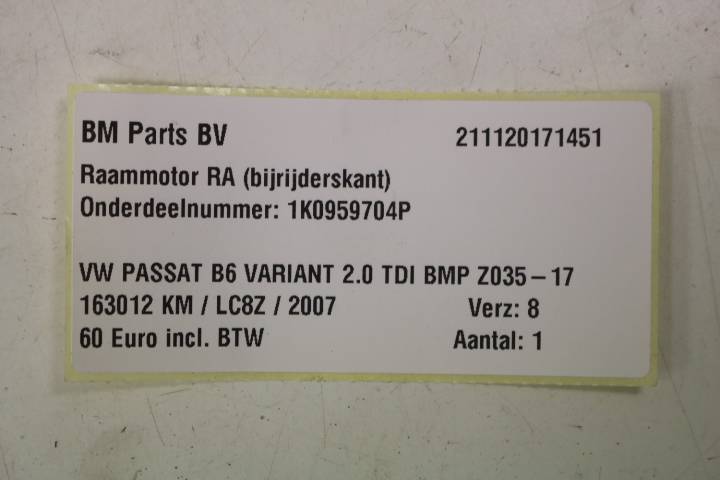 BM Parts BV 211120171451
Raammotor RA (bijrijderskant)
Onderdeelnummer: 1K0959704P
VW PASSAT B6 VARIANT 2.0 TDI BMP Z035-17
163012 KM / LC8Z / 2007 Verz: 8
60 Euro incl. BTW Aantal: 1